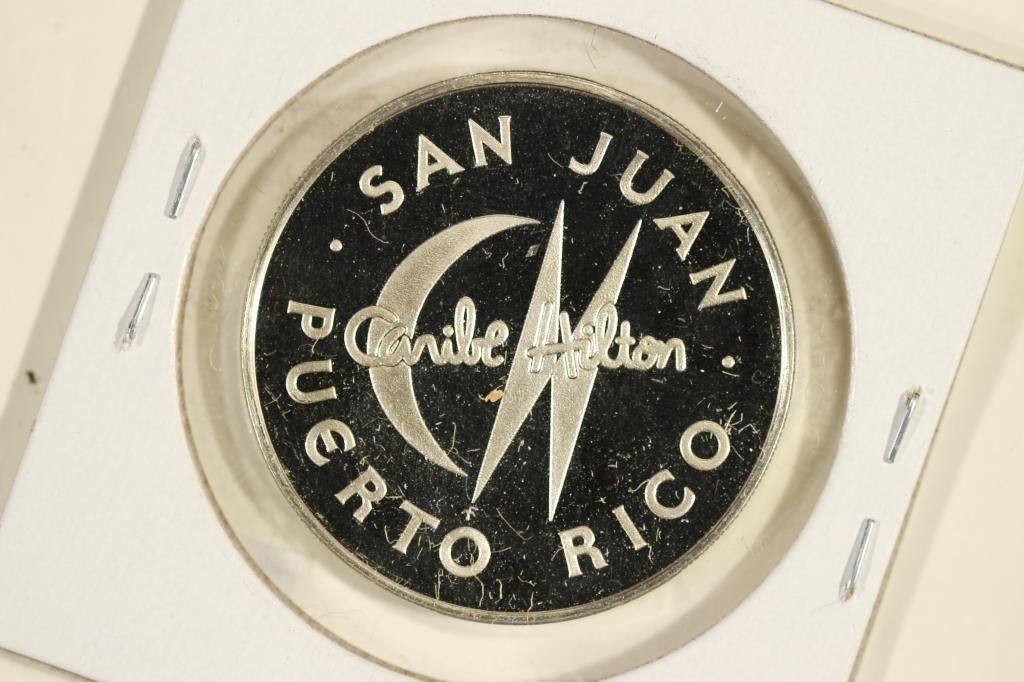 · SAN JUAN ·
Caribe Hilton
PUERTO RICO